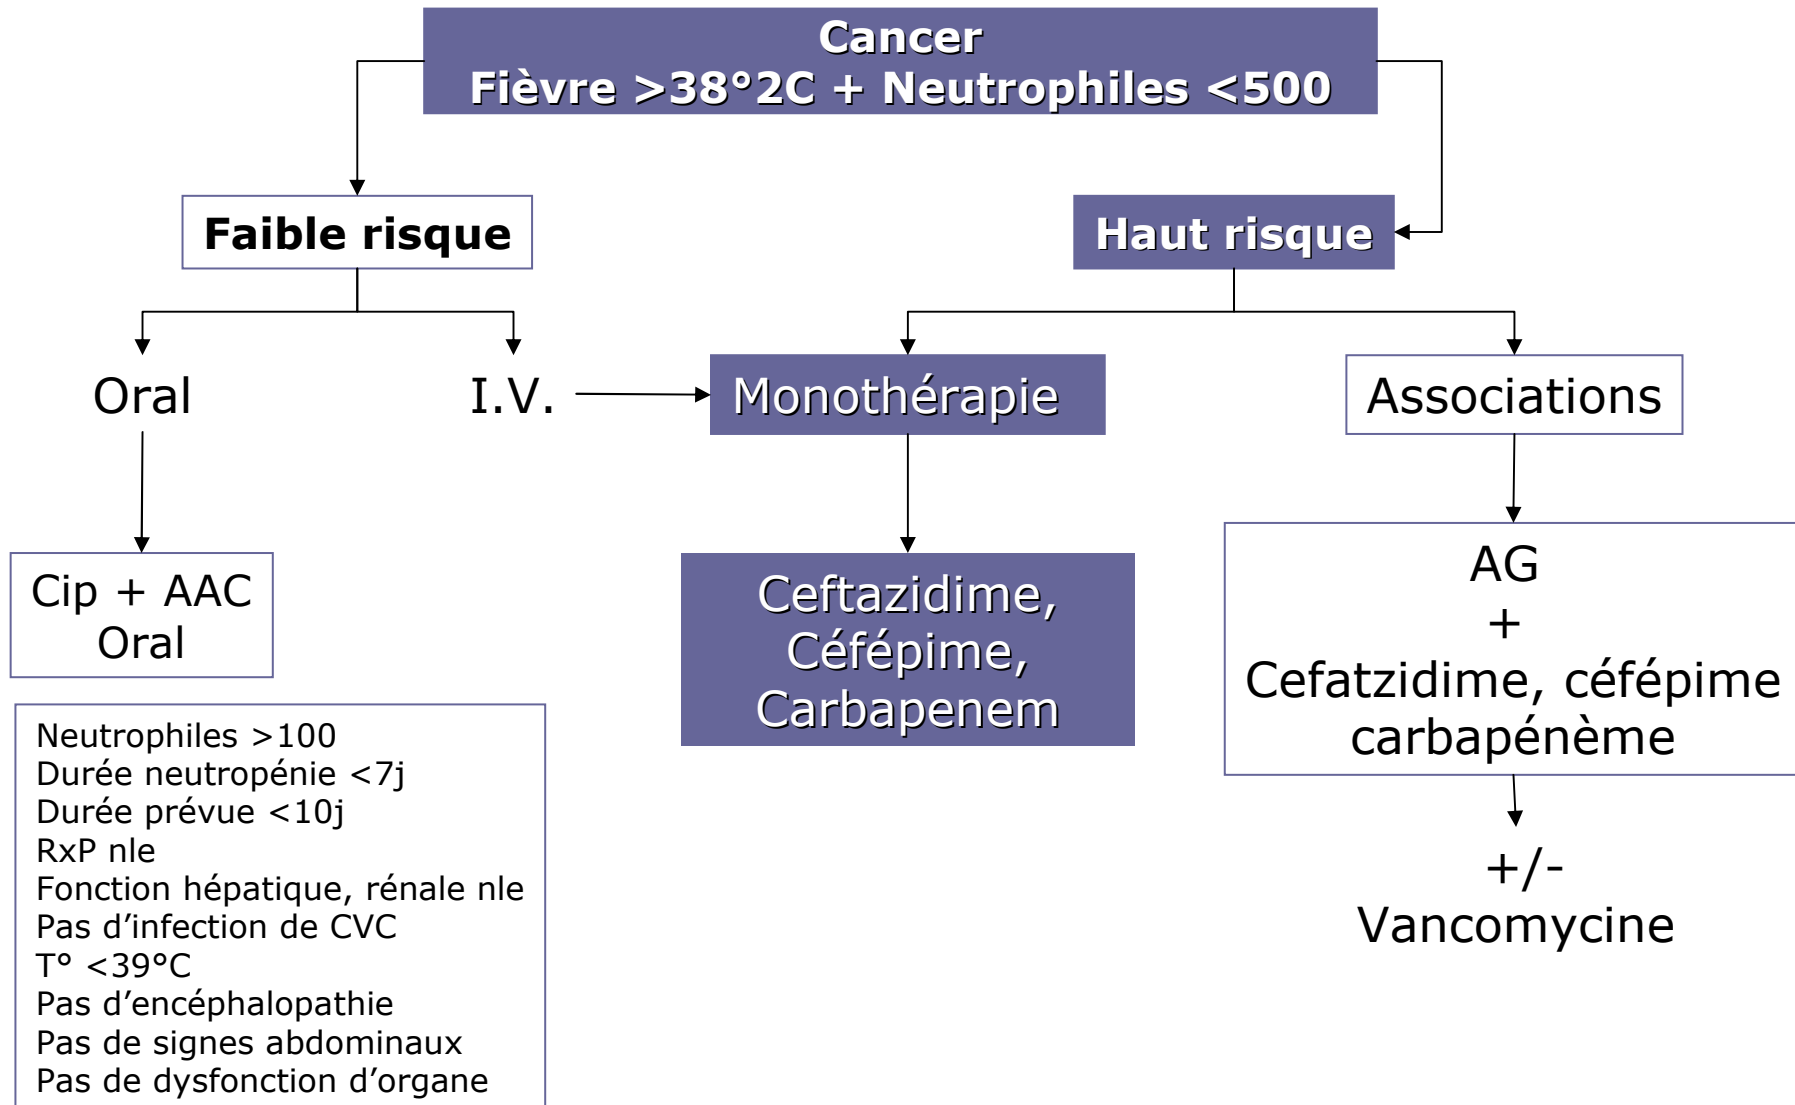 Cancer
Fièvre >38°2C + Neutrophiles <500
Faible risque
Haut risque
Oral
I.V.
Monothérapie
Associations
Cip + AAC
Oral
Ceftazidime,
Céfépime,
Carbapenem
AG
+
Cefatzidime, céfépime
carbapénème
+/-
Vancomycine
Neutrophiles >100
Durée neutropénie <7j
Durée prévue <10j
RxP nle
Fonction hépatique, rénale nle
Pas d’infection de CVC
T° <39°C
Pas d’encéphalopathie
Pas de signes abdominaux
Pas de dysfonction d’organe